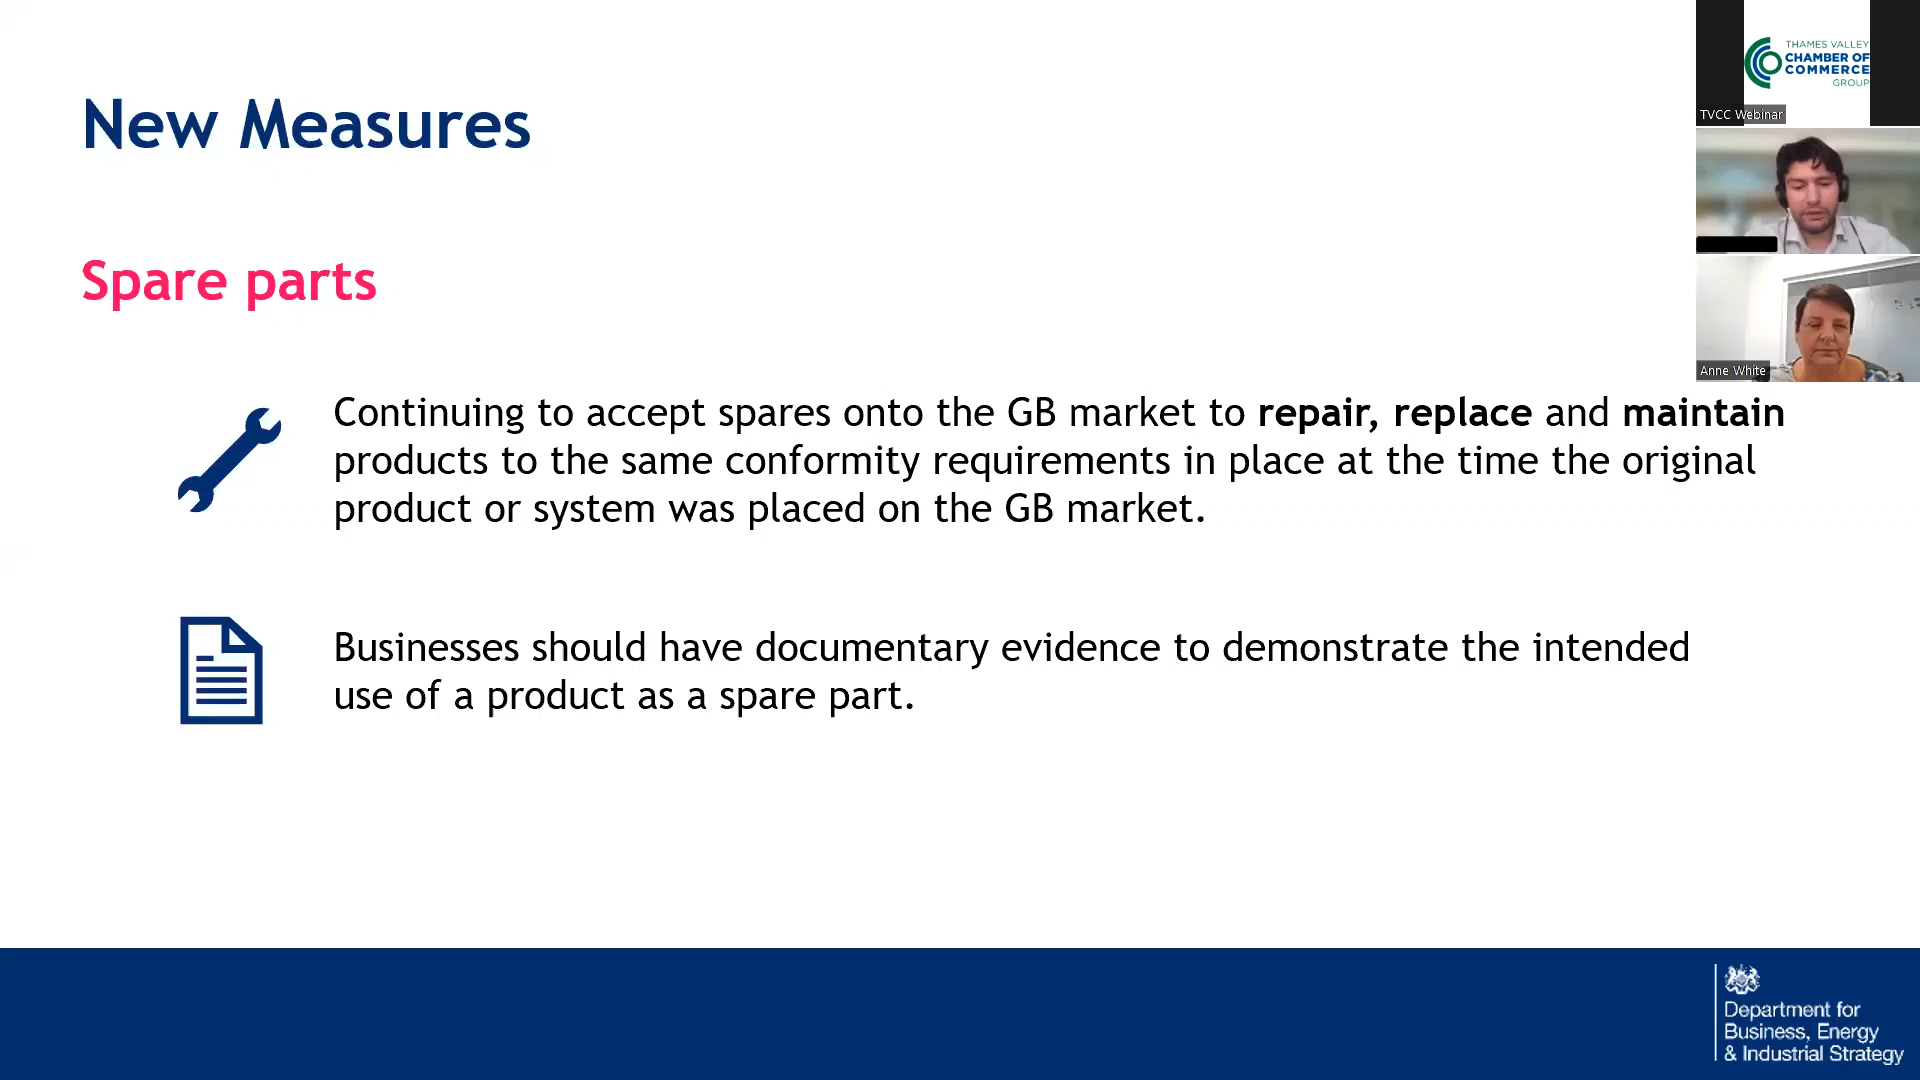 New Measures
Spare parts
Continuing to accept spares onto the GB market to repair, replace and maintain
products to the same conformity requirements in place at the time the original
product or system was placed on the GB market.
Businesses should have documentary evidence to demonstrate the intended
use of a product as a spare part.
THAMES VALLEY
CHAMBER OF
COMMERCE
GROUP
TVCC Webinar
Anne White
Department for
Business, Energy
& Industrial Strategy